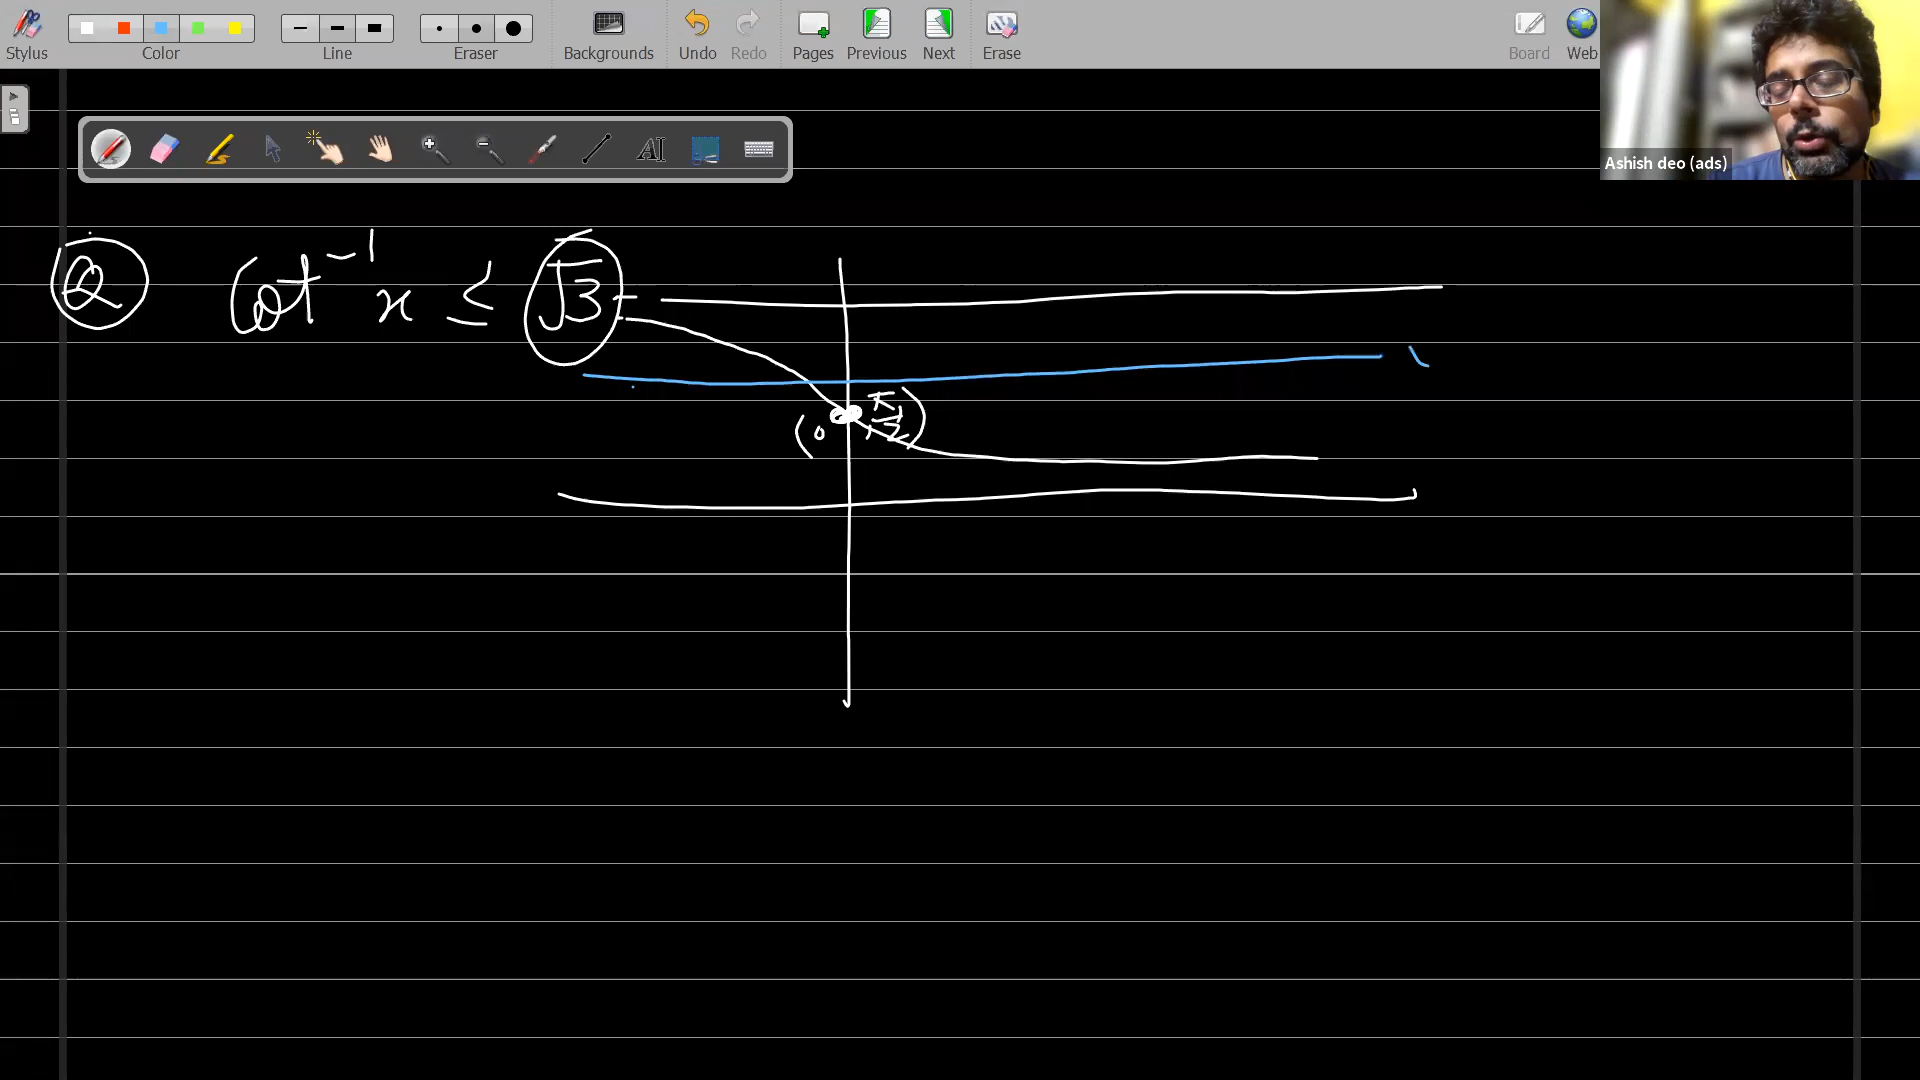 Stylus Color Line Eraser Backgrounds Undo Redo Pages Previous Next Erase Board Web
Ashish deo (ads)
Q cot⁻¹ x ≤ √3
(0, π/2)